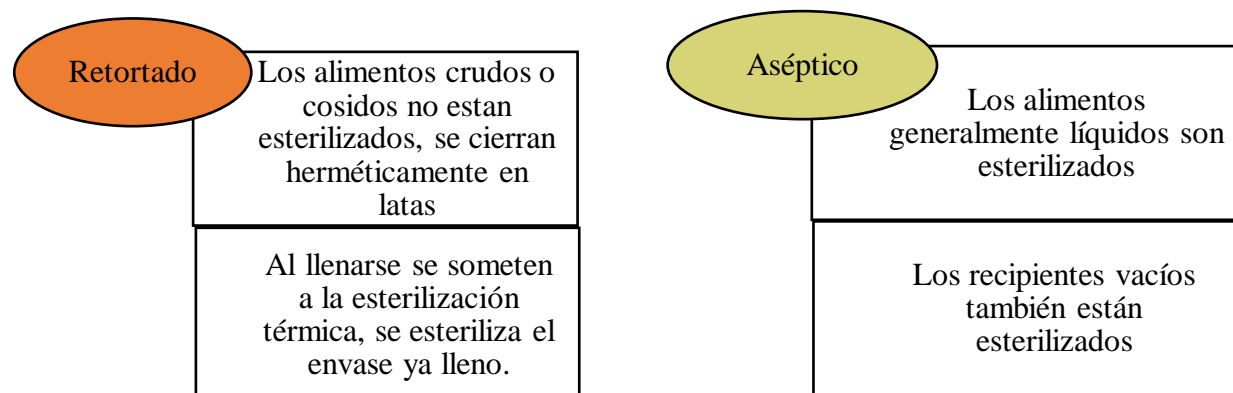 Retortado
Los alimentos crudos o
cosidos no estan
esterilizados, se cierran
herméticamente en
latas
Al llenarse se someten
a la esterilización
térmica, se esteriliza el
envase ya lleno.
Aséptico
Los alimentos
generalmente líquidos son
esterilizados
Los recipientes vacíos
también están
esterilizados